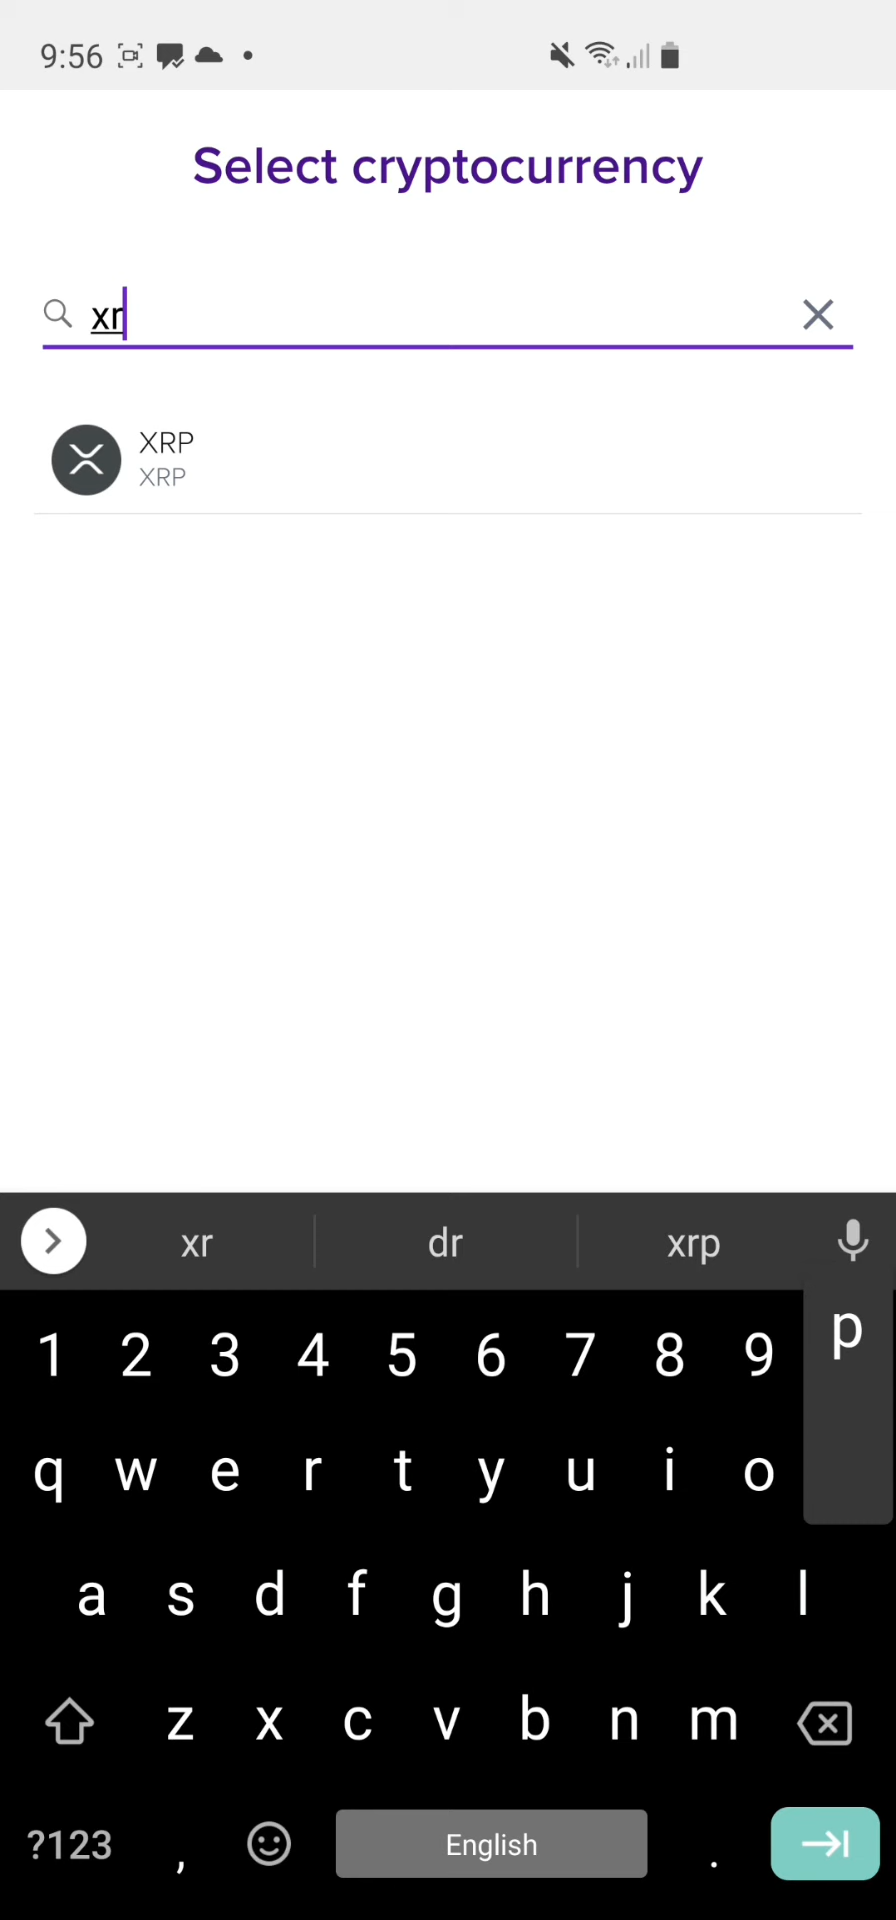 9:56
Select cryptocurrency
xr
XRP
XRP
xr dr xrp
1 2 3 4 5 6 7 8 9 p
q w e r t y u i o
a s d f g h j k l
z x c v b n m
?123 , English .